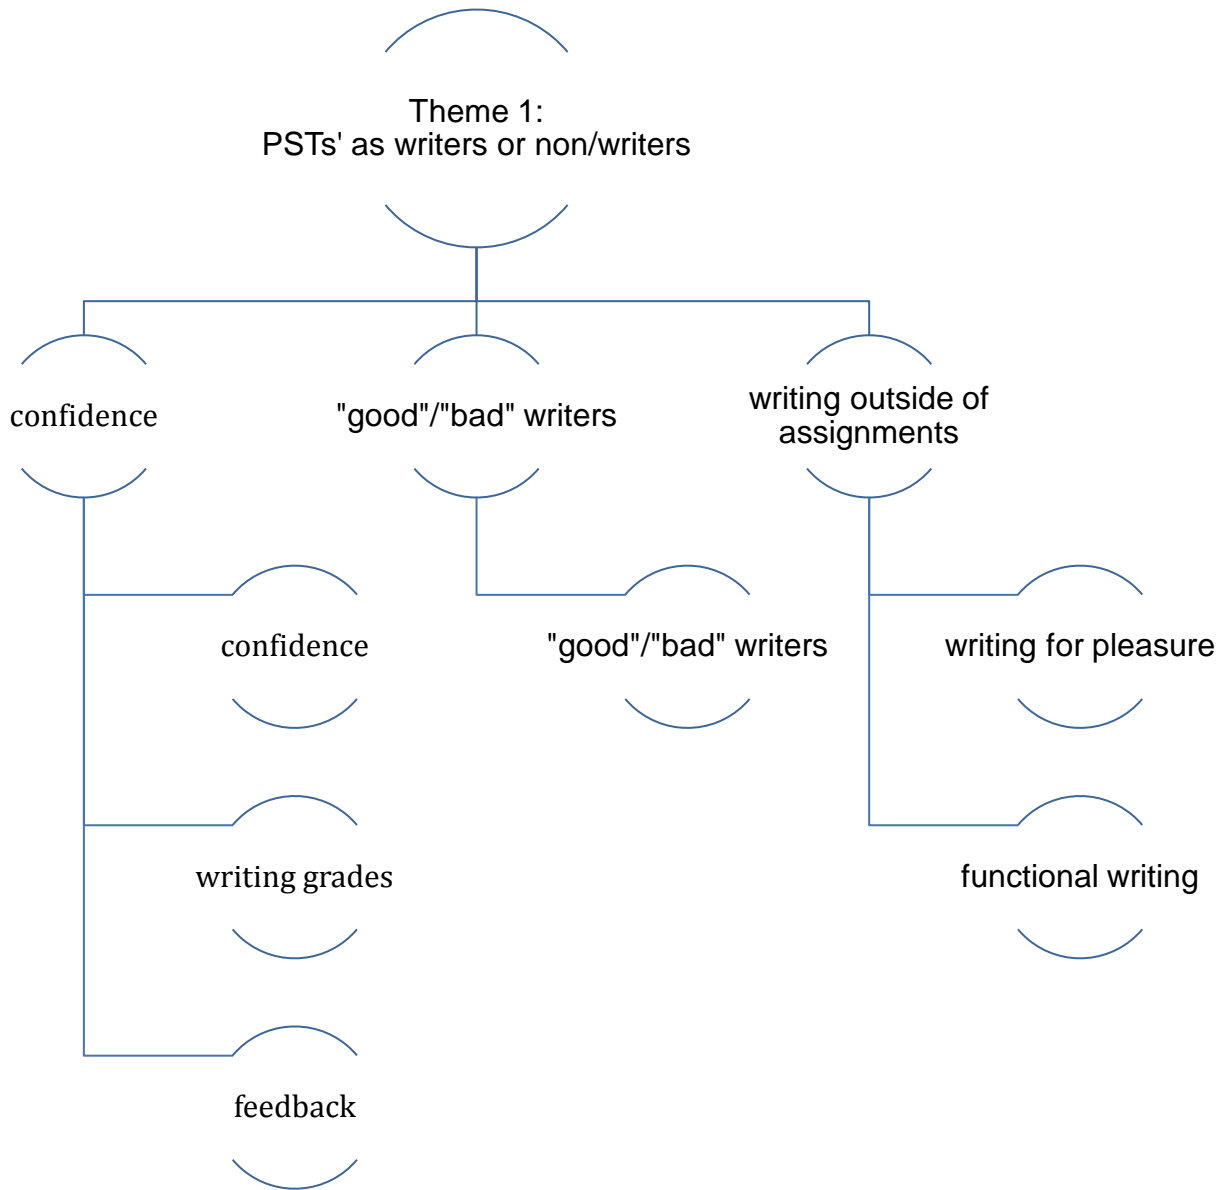 Theme 1:
PSTs' as writers or non/writers
confidence
"good"/"bad" writers
writing outside of
assignments
confidence
"good"/"bad" writers
writing for pleasure
writing grades
functional writing
feedback